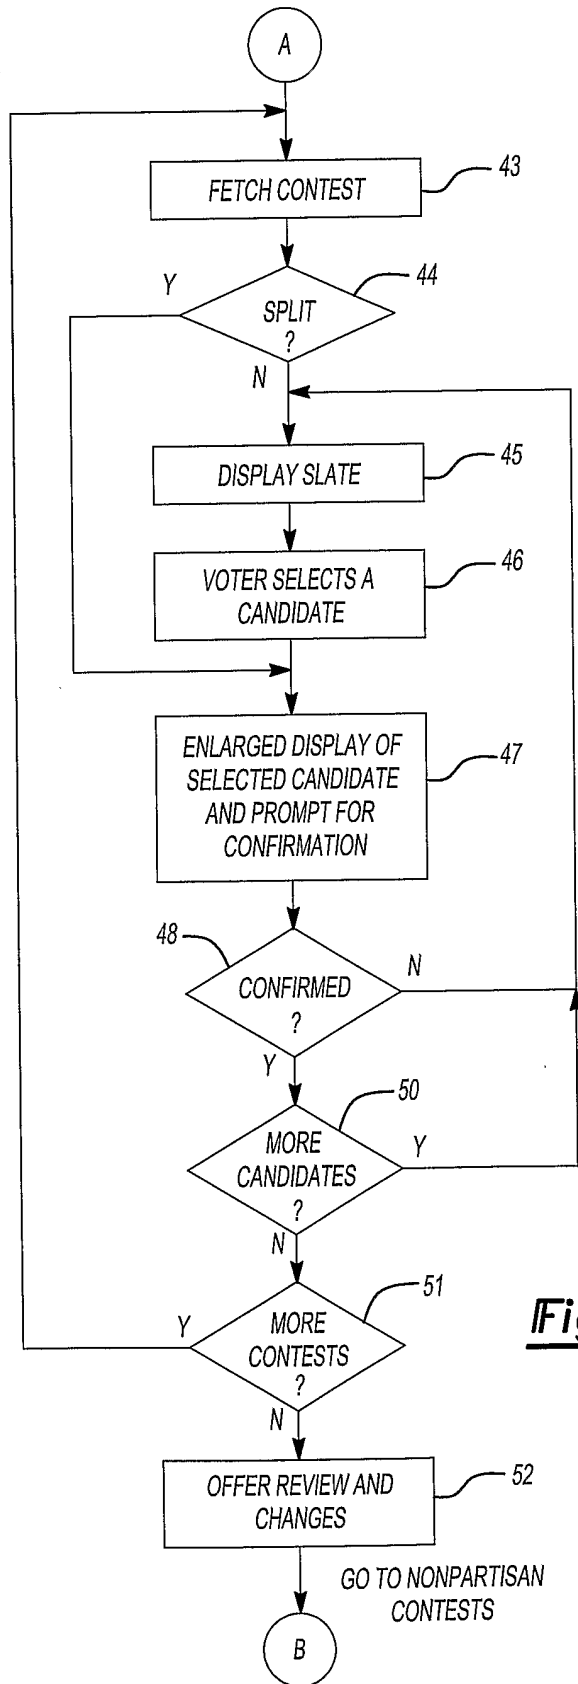 A
FETCH CONTEST
43
Y
SPLIT
?
44
N
DISPLAY SLATE
45
VOTER SELECTS A
CANDIDATE
46
ENLARGED DISPLAY OF
SELECTED CANDIDATE
AND PROMPT FOR
CONFIRMATION
47
48
CONFIRMED
?
N
Y
50
MORE
CANDIDATES
?
Y
N
51
MORE
CONTESTS
?
Y
Fig
N
OFFER REVIEW AND
CHANGES
52
GO TO NONPARTISAN
CONTESTS
B